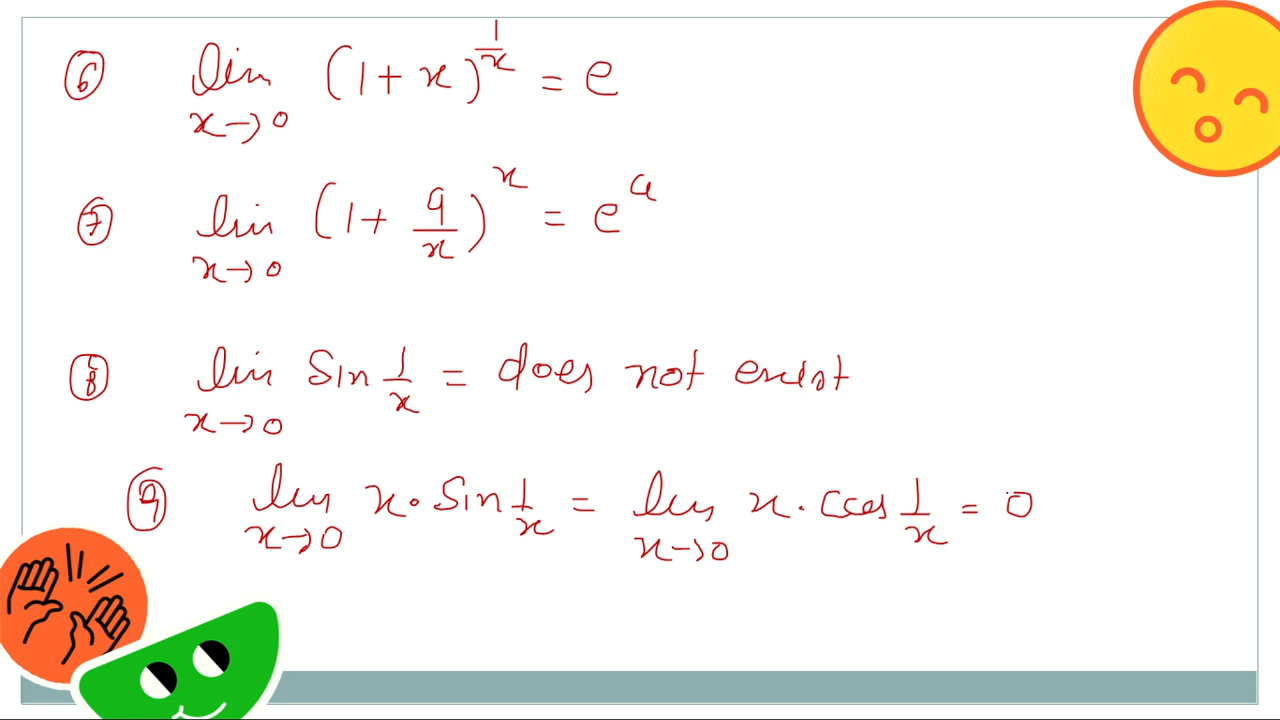 ⑥ lim x→0 (1+x)^{1/x} = e
⑦ lim x→0 (1+ a/x)^x = e^a
⑧ lim x→0 Sin 1/x = does not exist
⑨ lim x→0 x·Sin 1/x = lim x→0 x·cos 1/x = 0